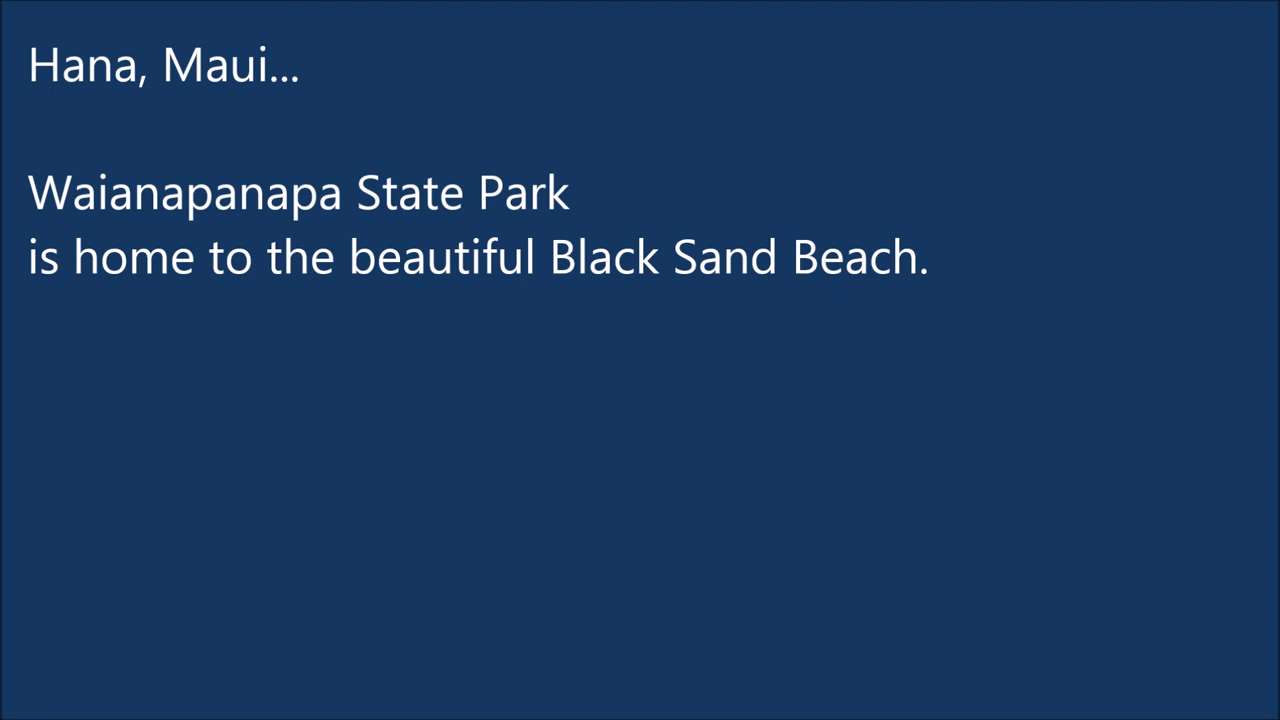 Hana, Maui...
Waianapanapa State Park
is home to the beautiful Black Sand Beach.